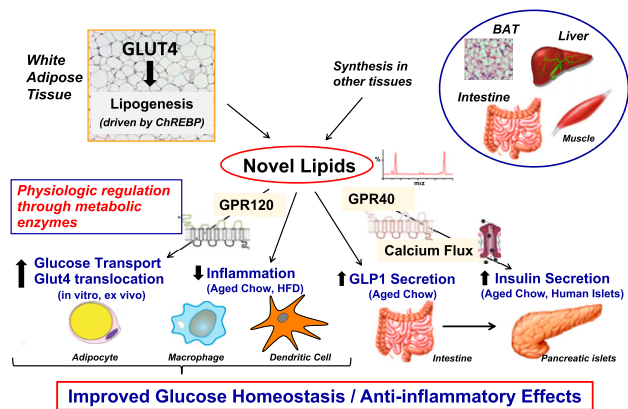 White
Adipose
Tissue
GLUT4
Lipogenesis
(driven by ChREBP)
Synthesis in
other tissues
BAT
Liver
Intestine
Muscle
Novel Lipids
%
m/z
Physiologic regulation
through metabolic
enzymes
GPR120
GPR40
Calcium Flux
Glucose Transport
Glut4 translocation
(in vitro, ex vivo)
Inflammation
(Aged Chow, HFD)
GLP1 Secretion
(Aged Chow)
Insulin Secretion
(Aged Chow, Human Islets)
Adipocyte
Macrophage
Dendritic Cell
Intestine
Pancreatic islets
Improved Glucose Homeostasis / Anti-inflammatory Effects